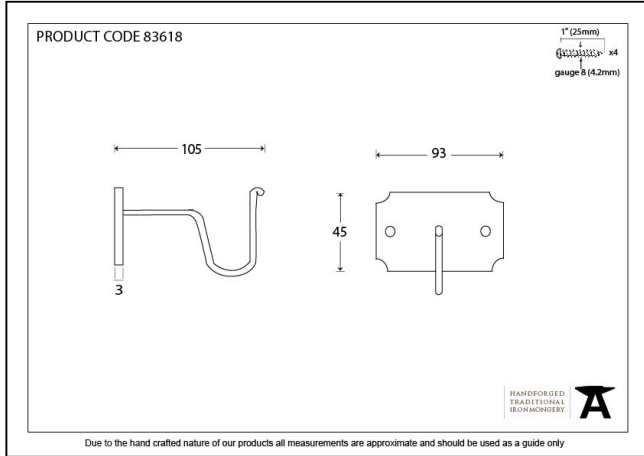 PRODUCT CODE 83618
1" (25mm)
x4
gauge 8 (4.2mm)
105
93
45
3
HANDFORGED
TRADITIONAL
IRONMONGERY
A
Due to the hand crafted nature of our products all measurements are approximate and should be used as a guide only